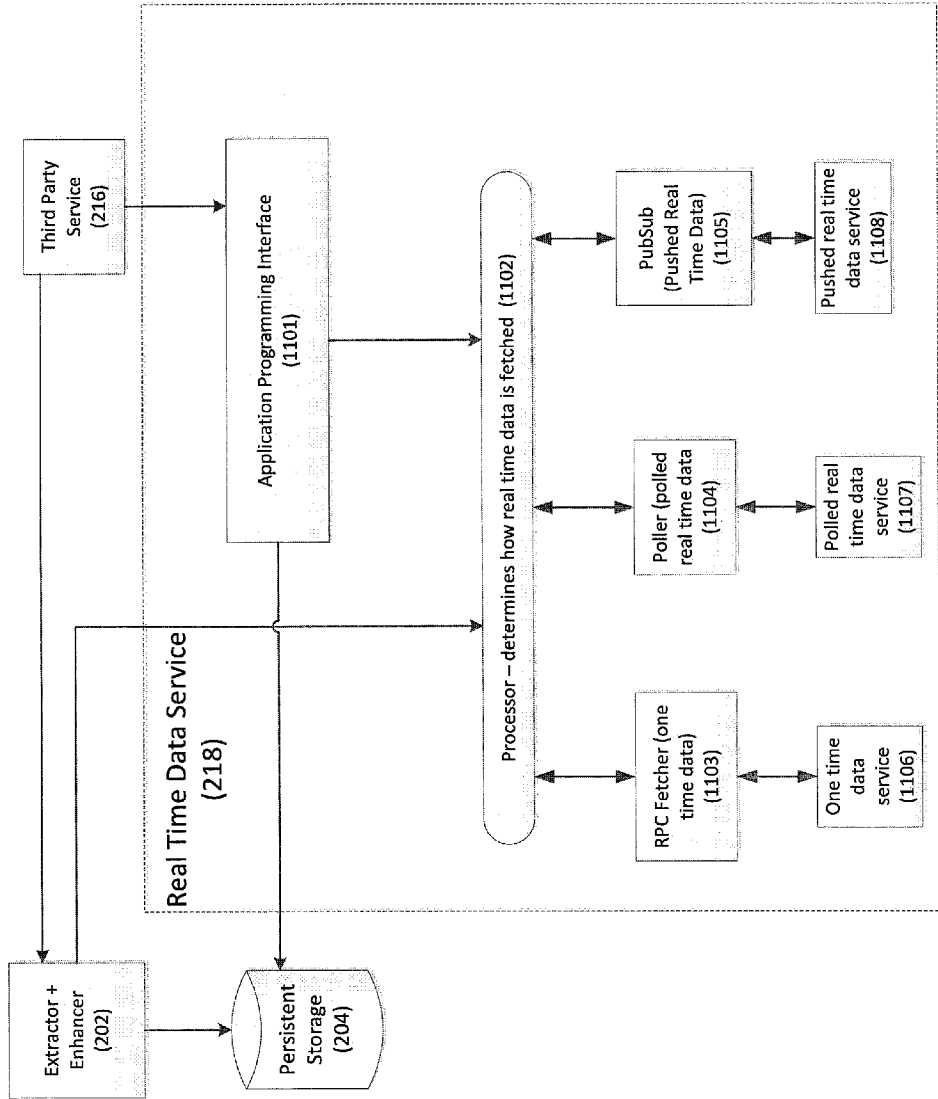 Extractor +
Enhancer
(202)
Third Party
Service
(216)
Persistent
Storage
(204)
Real Time Data Service
(218)
Application Programming Interface
(1101)
Processor – determines how real time data is fetched (1102)
RPC Fetcher (one
time data)
(1103)
Poller (polled
real time data)
(1104)
PubSub
(Pushed Real
Time Data)
(1105)
One time
data
service
(1106)
Polled real
time data
service
(1107)
Pushed real time
data service
(1108)